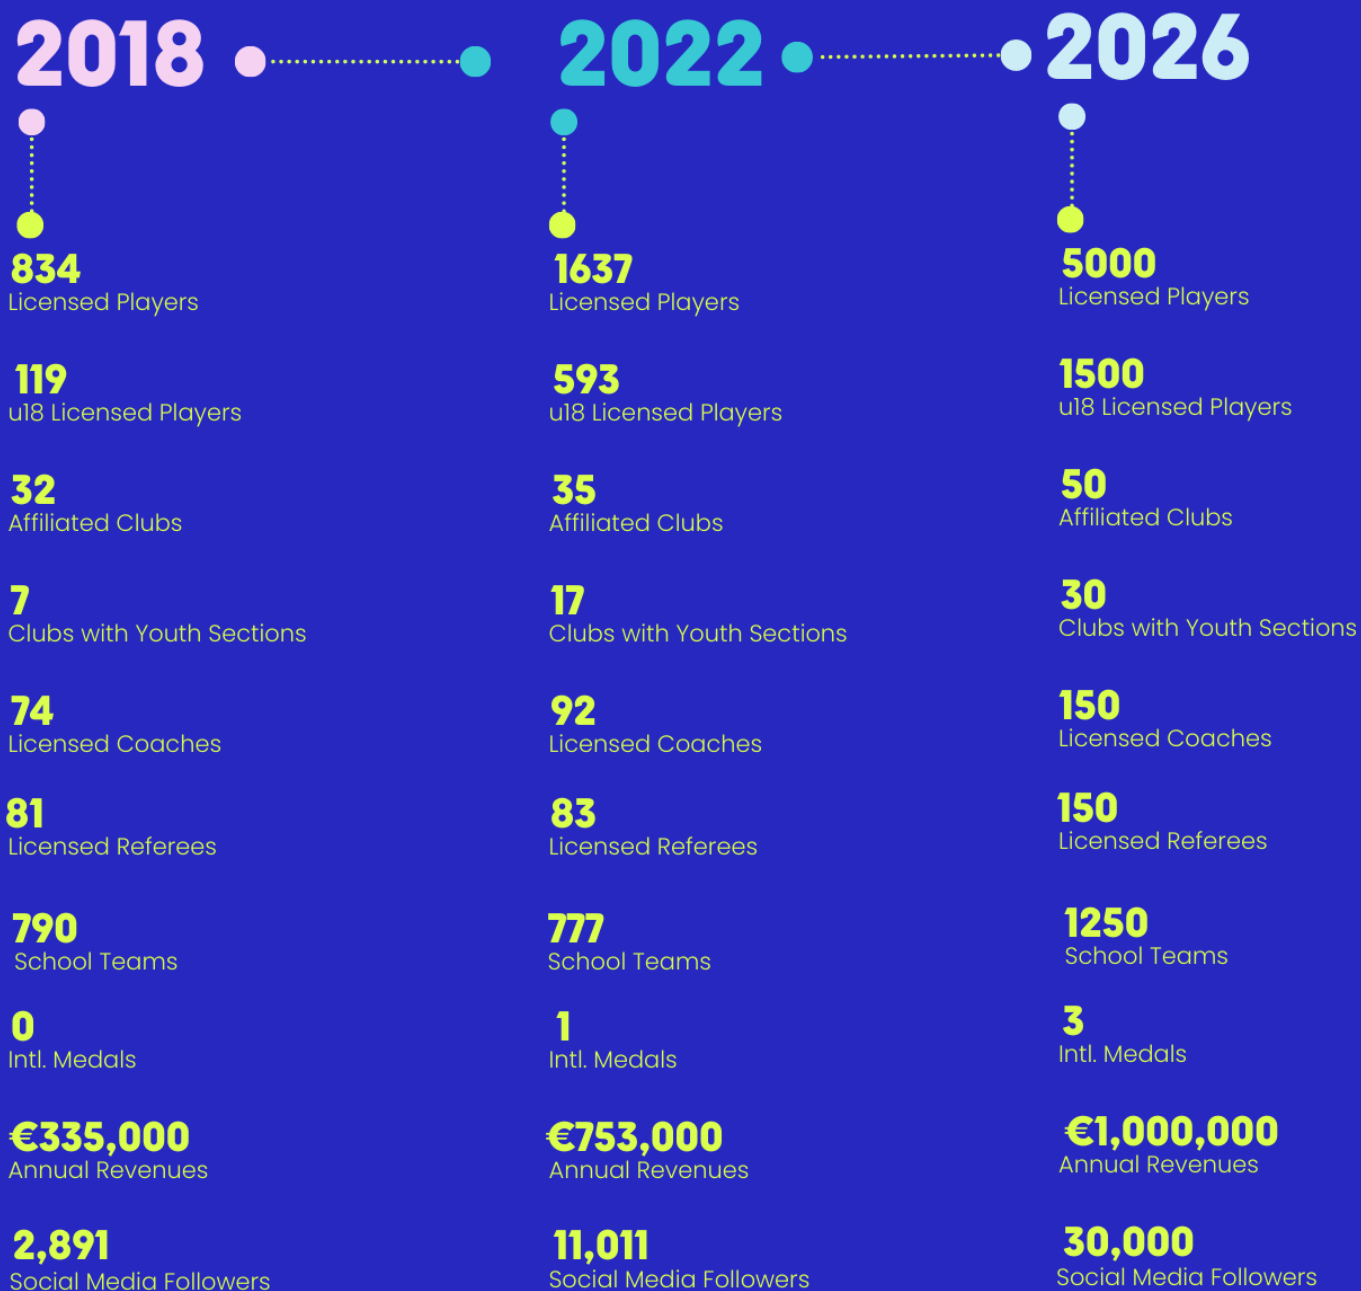 2018
2022
2026
834
Licensed Players
119
u18 Licensed Players
32
Affiliated Clubs
7
Clubs with Youth Sections
74
Licensed Coaches
81
Licensed Referees
790
School Teams
0
Intl. Medals
€335,000
Annual Revenues
2,891
Social Media Followers
1637
Licensed Players
593
u18 Licensed Players
35
Affiliated Clubs
17
Clubs with Youth Sections
92
Licensed Coaches
83
Licensed Referees
777
School Teams
1
Intl. Medals
€753,000
Annual Revenues
11,011
Social Media Followers
5000
Licensed Players
1500
u18 Licensed Players
50
Affiliated Clubs
30
Clubs with Youth Sections
150
Licensed Coaches
150
Licensed Referees
1250
School Teams
3
Intl. Medals
€1,000,000
Annual Revenues
30,000
Social Media Followers